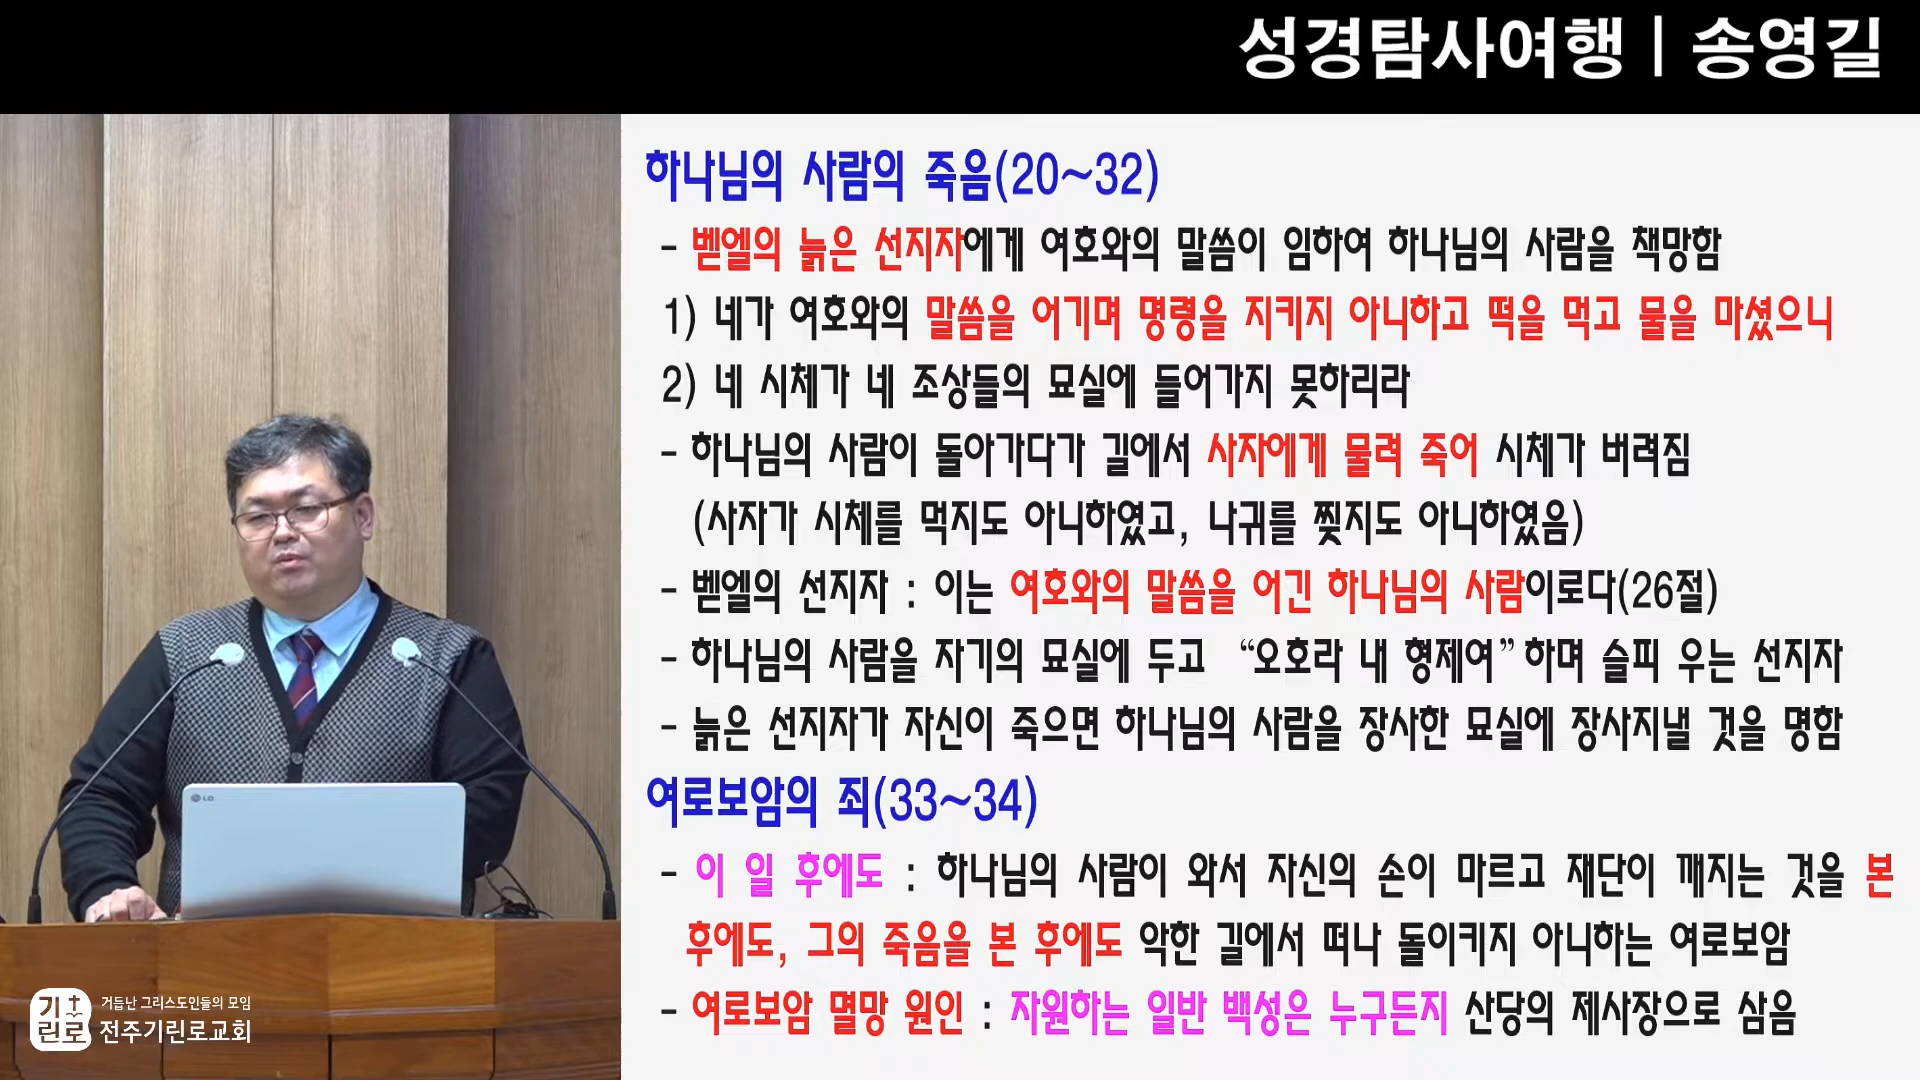 성경탐사여행 | 송영길
하나님의 사람의 죽음(20~32)
- 벧엘의 늙은 선지자에게 여호와의 말씀이 임하여 하나님의 사람을 책망함
1) 네가 여호와의 말씀을 어기며 명령을 지키지 아니하고 떡을 먹고 물을 마셨으니
2) 네 시체가 네 조상들의 묘실에 들어가지 못하리라
- 하나님의 사람이 돌아가다가 길에서 사자에게 물려 죽어 시체가 버려짐
(사자가 시체를 먹지도 아니하였고, 나귀를 찢지도 아니하였음)
- 벧엘의 선지자 : 이는 여호와의 말씀을 어긴 하나님의 사람이로다(26절)
- 하나님의 사람을 자기의 묘실에 두고 “오호라 내 형제여”하며 슬피 우는 선지자
- 늙은 선지자가 자신이 죽으면 하나님의 사람을 장사한 묘실에 장사지낼 것을 명함
여로보암의 죄(33~34)
- 이 일 후에도 : 하나님의 사람이 와서 자신의 손이 마르고 재단이 깨지는 것을 본
후에도, 그의 죽음을 본 후에도 악한 길에서 떠나 돌이키지 아니하는 여로보암
- 여로보암 멸망 원인 : 자원하는 일반 백성은 누구든지 산당의 제사장으로 삼음
LG
기린로
거듭난 그리스도인들의 모임
전주기린로교회